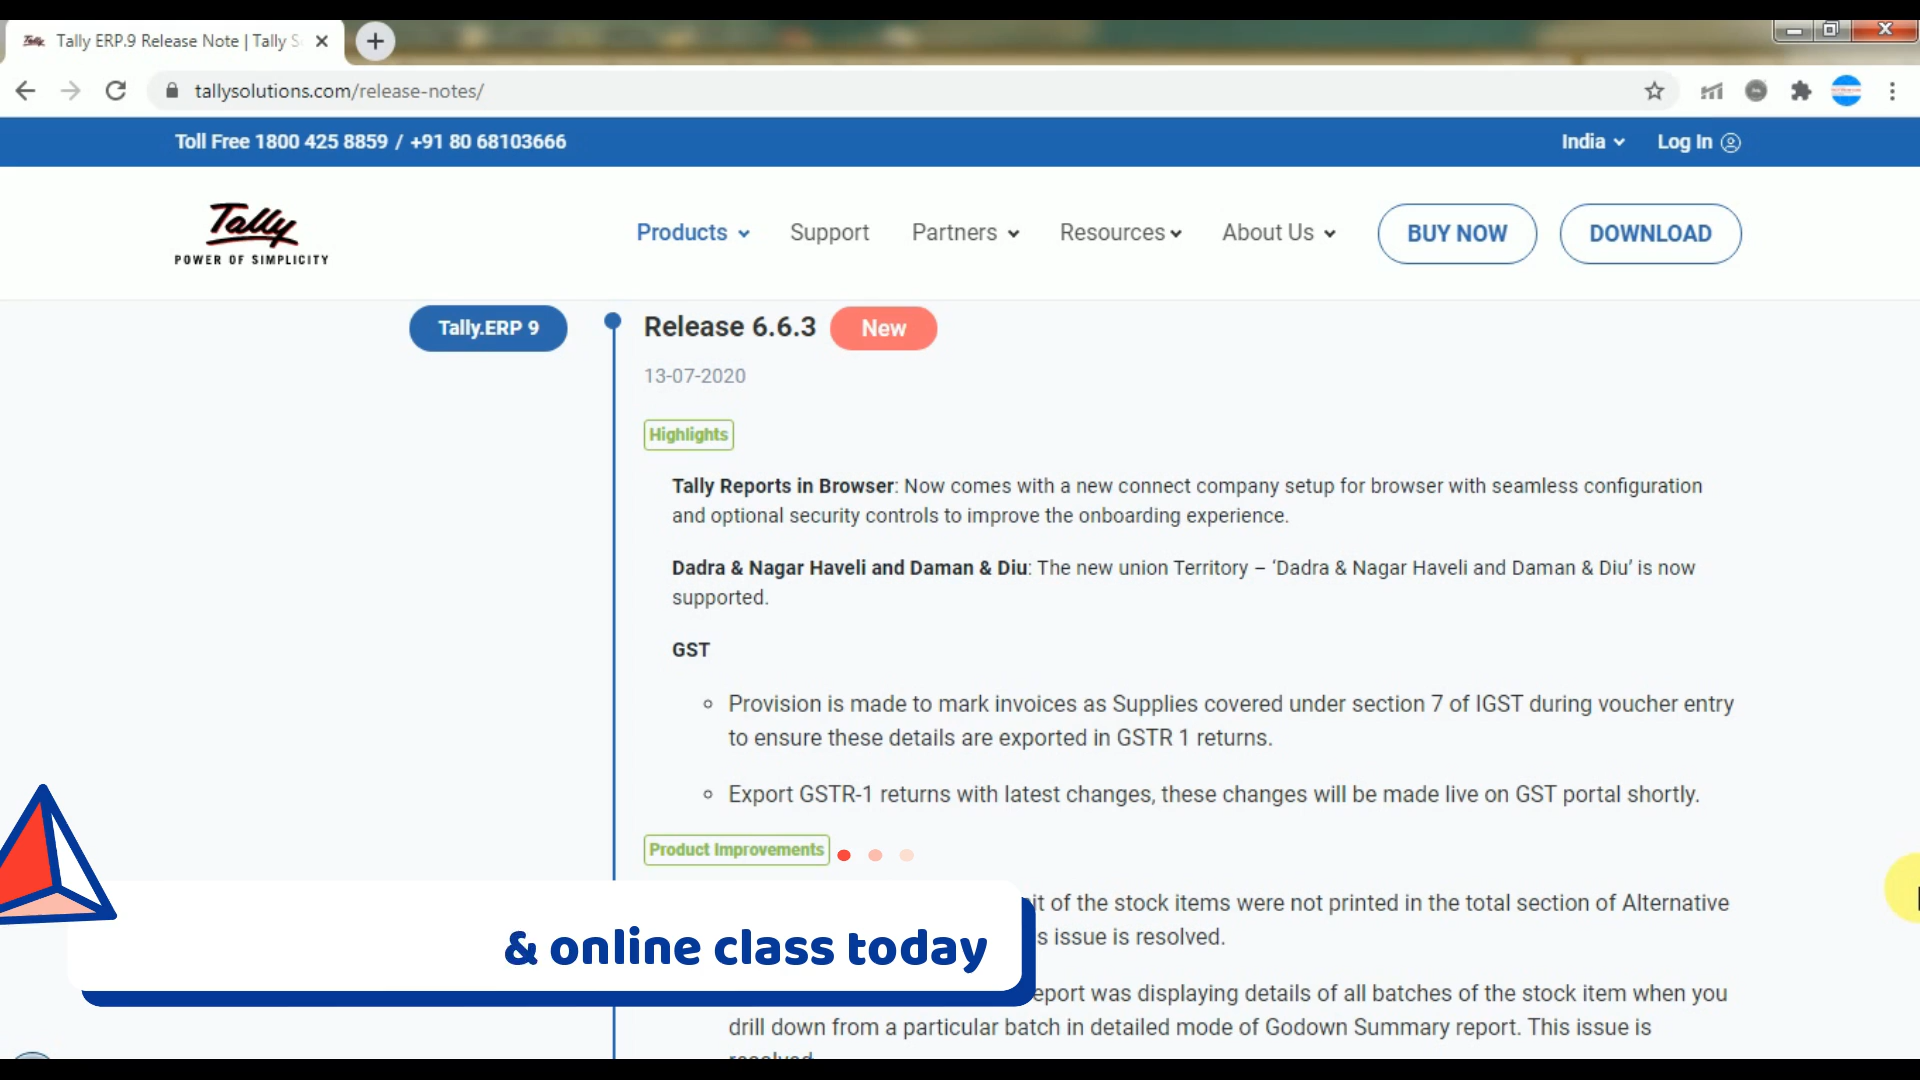 Tally ERP.9 Release Note | Tally S
tallysolutions.com/release-notes/
Toll Free 1800 425 8859 / +91 80 68103666
India
Log In
Tally
POWER OF SIMPLICITY
Products
Support
Partners
Resources
About Us
BUY NOW
DOWNLOAD
Tally.ERP 9
Release 6.6.3
New
13-07-2020
Highlights
Tally Reports in Browser: Now comes with a new connect company setup for browser with seamless configuration
and optional security controls to improve the onboarding experience.
Dadra & Nagar Haveli and Daman & Diu: The new union Territory – ‘Dadra & Nagar Haveli and Daman & Diu’ is now
supported.
GST
Provision is made to mark invoices as Supplies covered under section 7 of IGST during voucher entry
to ensure these details are exported in GSTR 1 returns.
Export GSTR-1 returns with latest changes, these changes will be made live on GST portal shortly.
Product Improvements
of the stock items were not printed in the total section of Alternative
issue is resolved.
& online class today
was displaying details of all batches of the stock item when you
drill down from a particular batch in detailed mode of Godown Summary report. This issue is